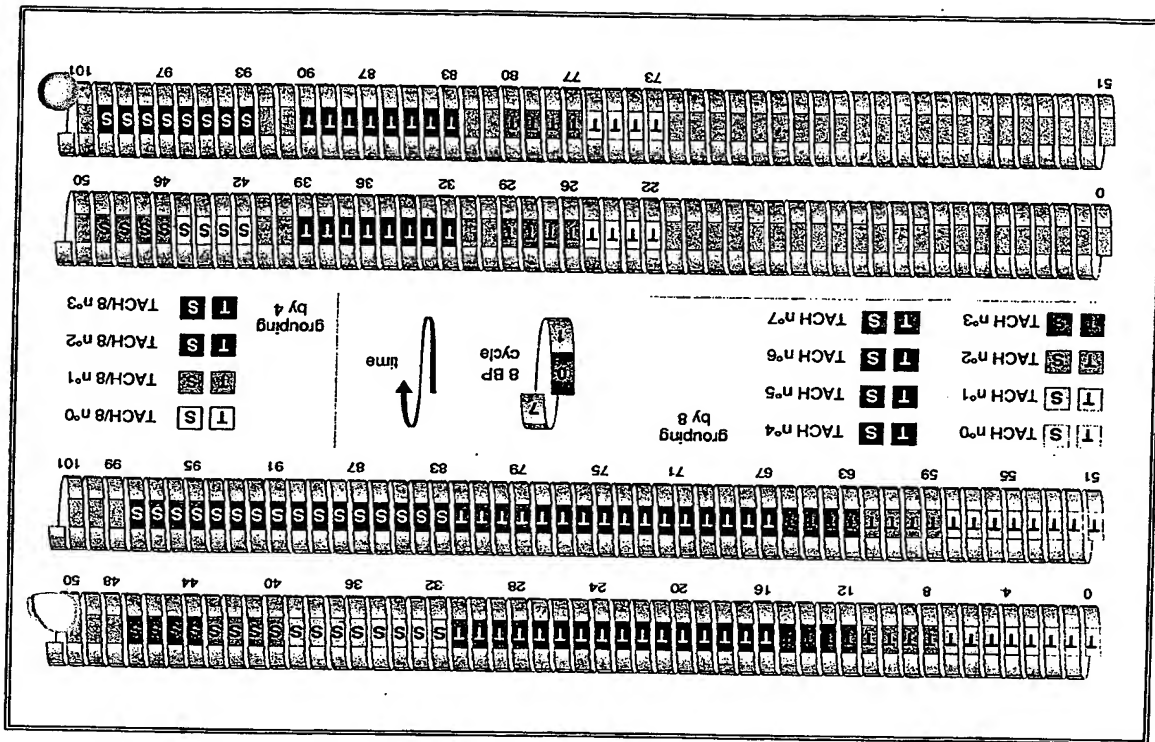 T T T T T T T T T T T T T T T T T T T T T T T T T T T T T T T T S S S S S S S S S S S S S S S S
0 4 8 12 16 20 24 28 32 36 40 44 48 50
T T T T T T T T T T T T T T T T T T T T T T T T T T T T T T T T S S S S S S S S S S S S S S S S
51 55 59 63 67 71 75 79 83 87 91 95 99 101
T S TACH n°0
T S TACH n°1
T S TACH n°2
T S TACH n°3
T S TACH n°4
T S TACH n°5
T S TACH n°6
T S TACH n°7
grouping
by 8
7
0
1
8 BP
cycle
time
T S TACH/8 n°0
T S TACH/8 n°1
T S TACH/8 n°2
T S TACH/8 n°3
grouping
by 4
T T T T T T T T T T T T T T T T S S S S S S S S
0 22 26 29 32 36 39 42 46 50
T T T T T T T T T T T T T T T T S S S S S S S S
51 73 77 80 83 87 90 93 97 101